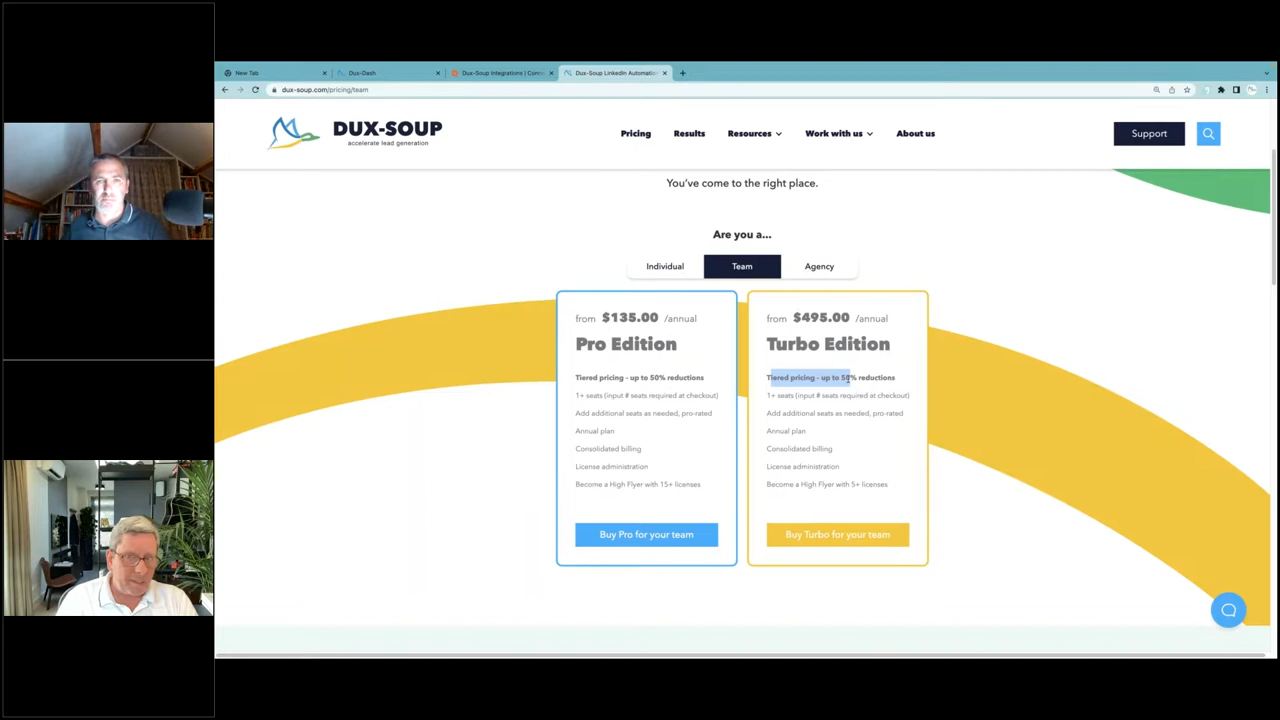 New Tab
Dux-Dash
Dux-Soup Integrations | Conn
Dux-Soup LinkedIn Automation
dux-soup.com/pricing/team
DUX-SOUP
accelerate lead generation
Pricing
Results
Resources
Work with us
About us
Support
You've come to the right place.
Are you a...
Individual
Team
Agency
from $135.00 /annual
Pro Edition
Tiered pricing - up to 50% reductions
1+ seats (input # seats required at checkout)
Add additional seats as needed, pro-rated
Annual plan
Consolidated billing
License administration
Become a High Flyer with 15+ licenses
Buy Pro for your team
from $495.00 /annual
Turbo Edition
Tiered pricing - up to 50% reductions
1+ seats (input # seats required at checkout)
Add additional seats as needed, pro-rated
Annual plan
Consolidated billing
License administration
Become a High Flyer with 5+ licenses
Buy Turbo for your team